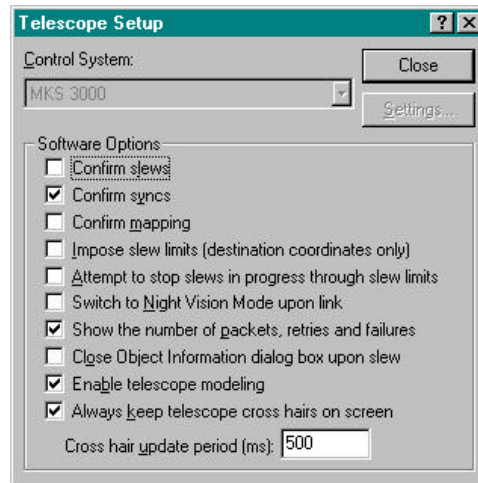 Telescope Setup
Control System:
Close
MKS 3000
Settings...
Software Options
Confirm slews
Confirm syncs
Confirm mapping
Impose slew limits (destination coordinates only)
Attempt to stop slews in progress through slew limits
Switch to Night Vision Mode upon link
Show the number of packets, retries and failures
Close Object Information dialog box upon slew
Enable telescope modeling
Always keep telescope cross hairs on screen
Cross hair update period (ms): 500